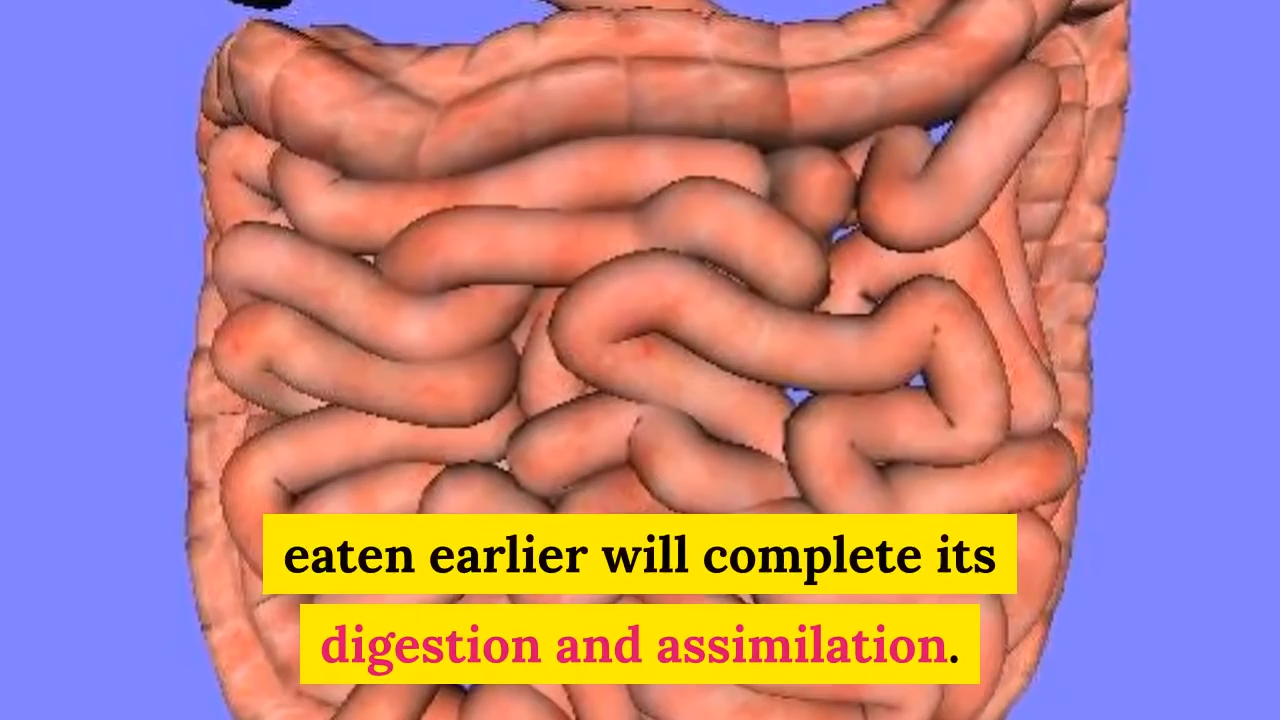 eaten earlier will complete its
digestion and assimilation.